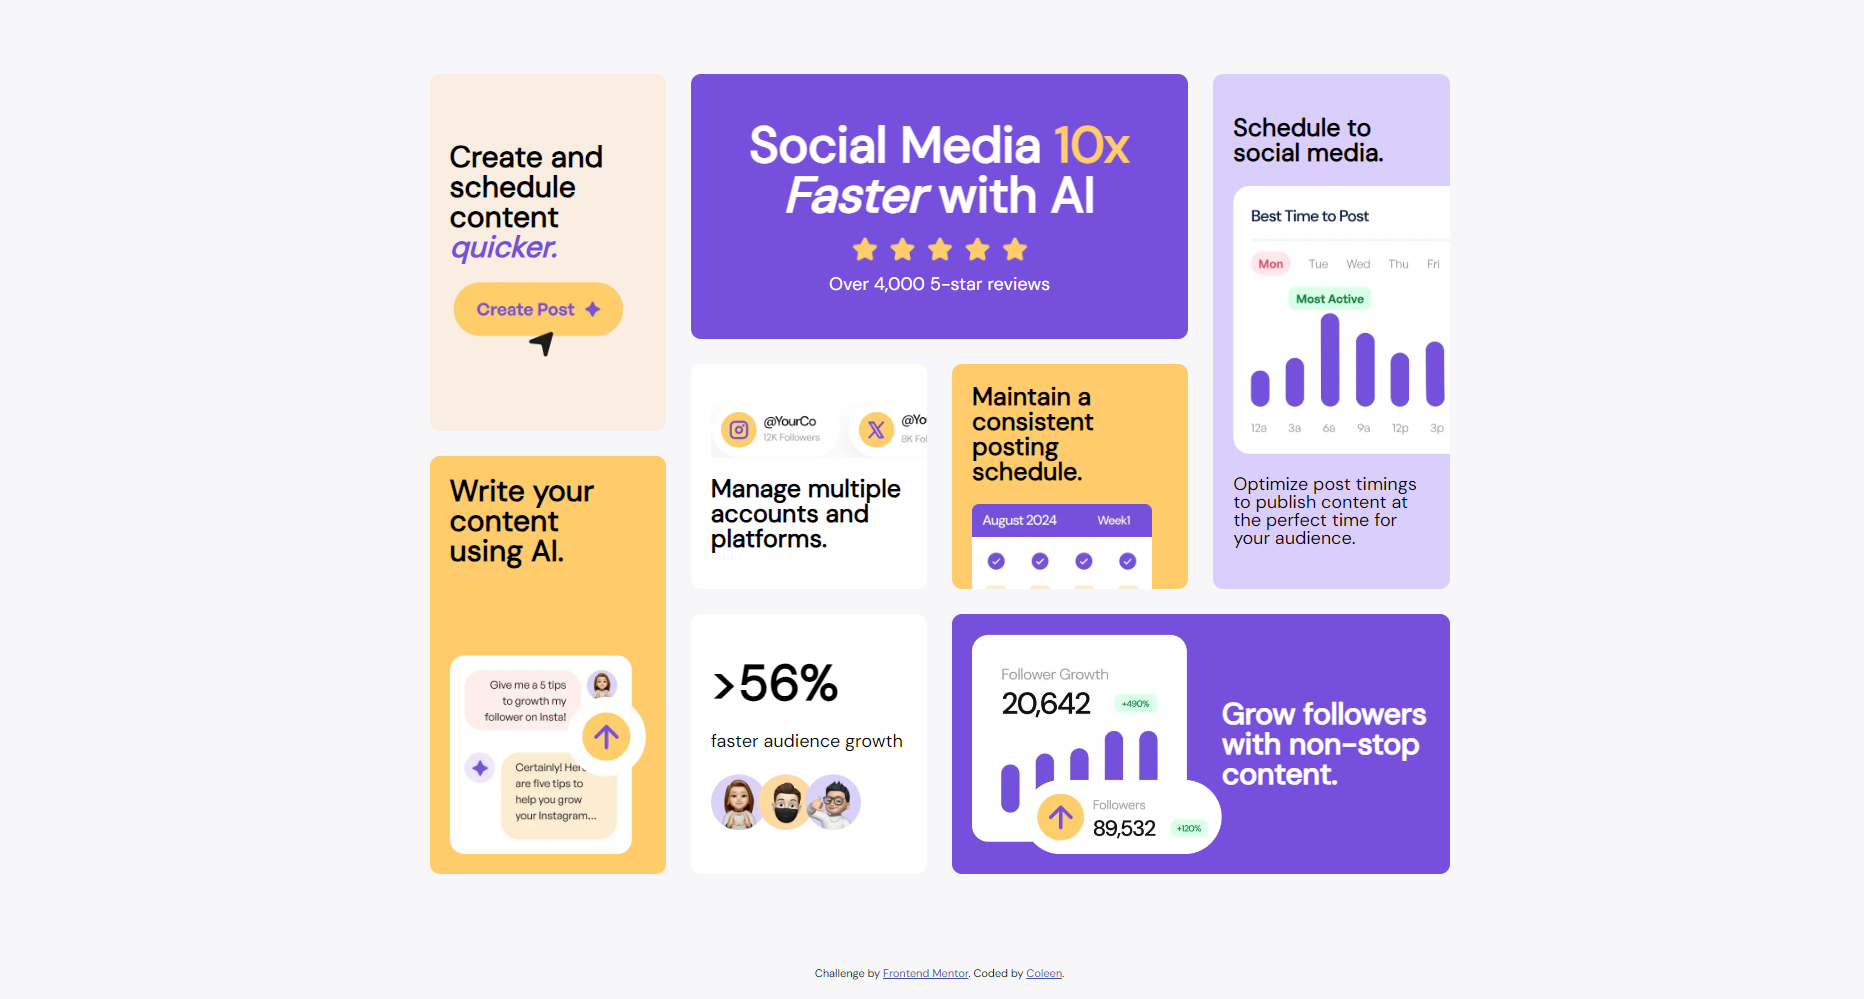 Create and
schedule
content
quicker.
Create Post
Social Media 10x
Faster with AI
Over 4,000 5-star reviews
Schedule to
social media.
Best Time to Post
Mon Tue Wed Thu Fri
Most Active
12a 3a 6a 9a 12p 3p
Optimize post timings
to publish content at
the perfect time for
your audience.
@YourCo
12K Followers
@Yo
8K Fol
Manage multiple
accounts and
platforms.
Maintain a
consistent
posting
schedule.
August 2024 Week1
Write your
content
using AI.
Give me a 5 tips
to growth my
follower on Insta!
Certainly! Here
are five tips to
help you grow
your Instagram...
>56%
faster audience growth
Follower Growth
20,642 +490%
Followers
89,532 +120%
Grow followers
with non-stop
content.
Challenge by Frontend Mentor. Coded by Coleen.